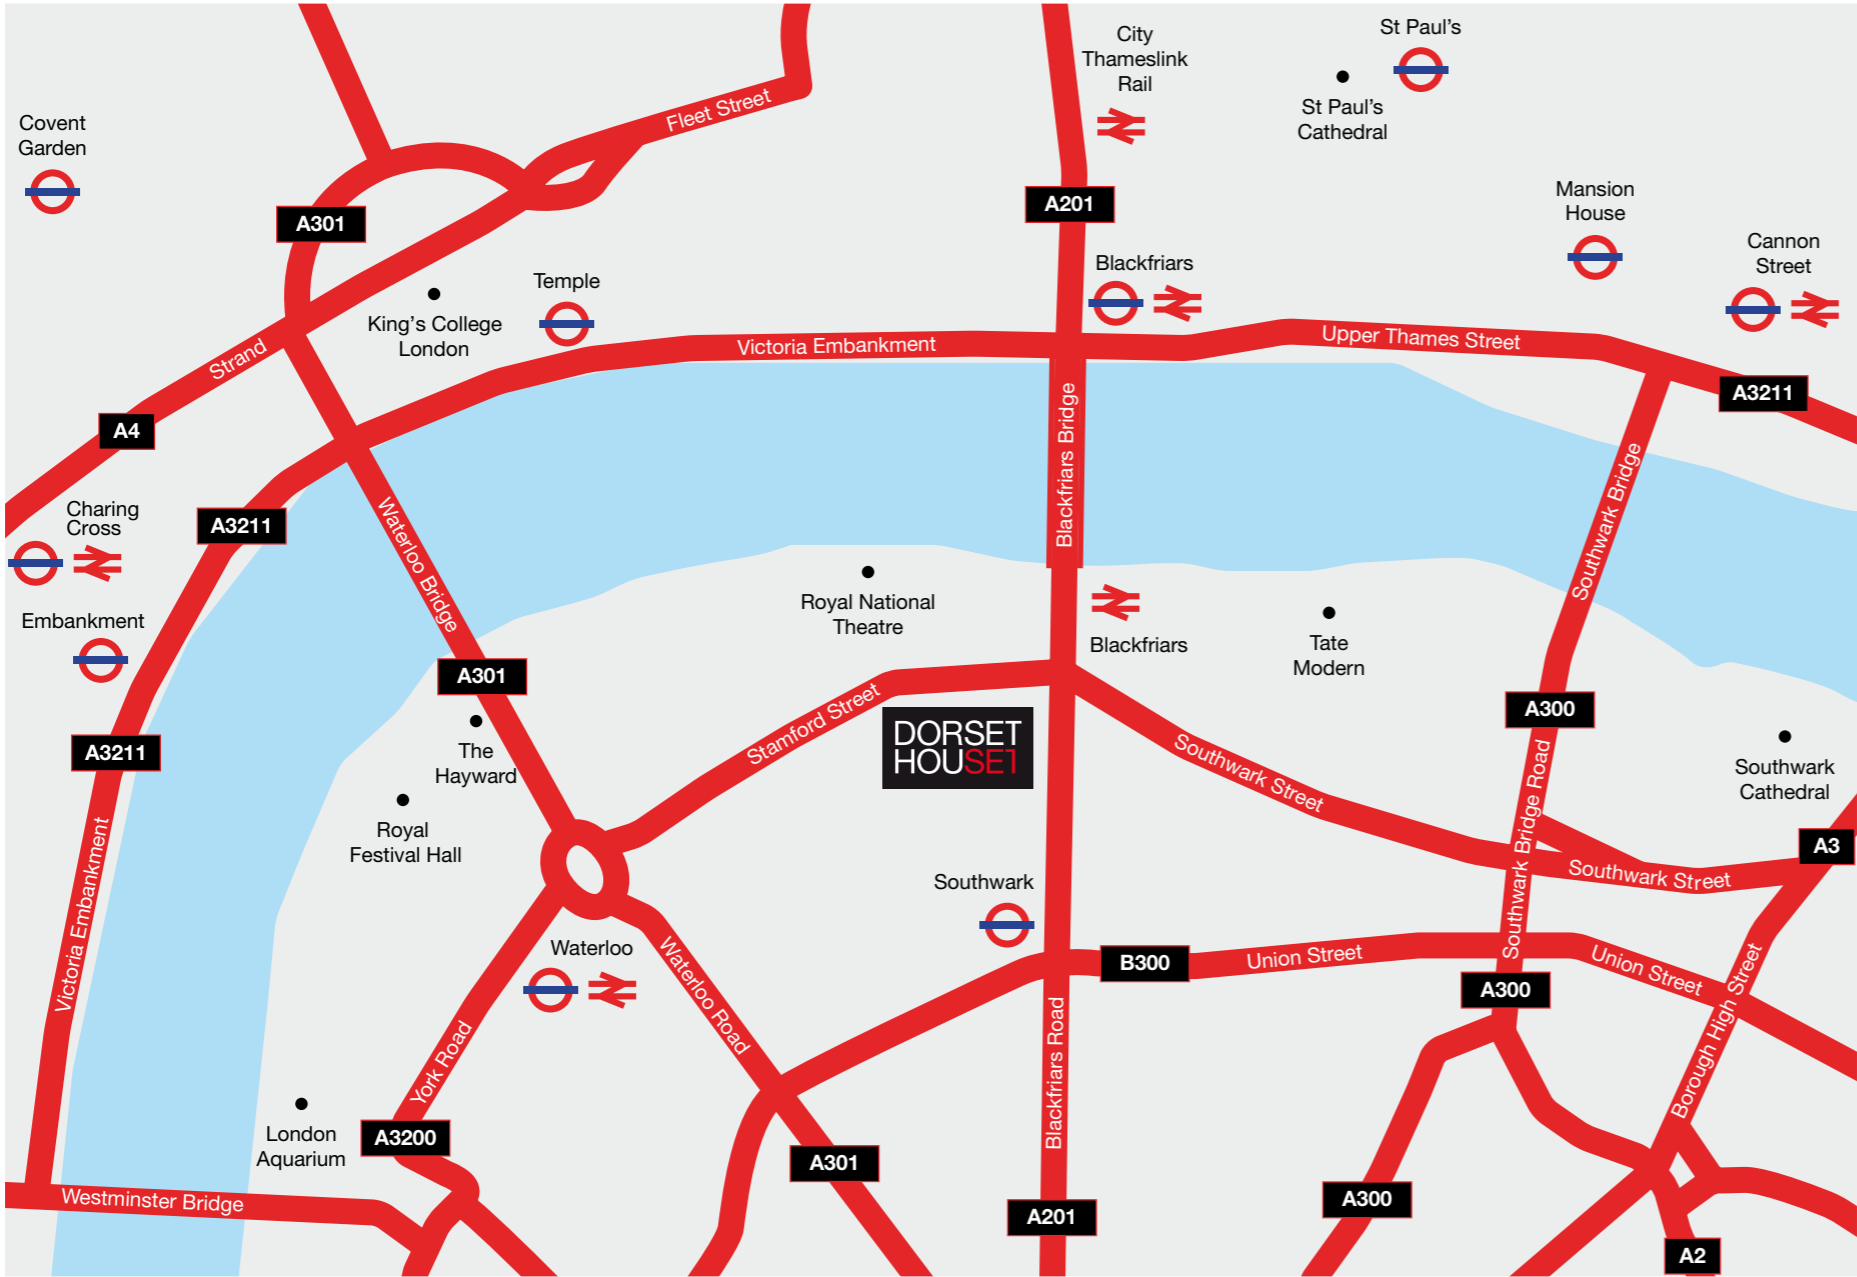 City
Thameslink
Rail
St Paul's
St Paul's
Cathedral
Fleet Street
Covent
Garden
A301
A201
Mansion
House
Cannon
Street
Blackfriars
Temple
King's College
London
Strand
Victoria Embankment
Upper Thames Street
A3211
A4
Blackfriars Bridge
Southwark Bridge
Charing
Cross
A3211
Waterloo Bridge
Embankment
Royal National
Theatre
Blackfriars
Tate
Modern
A301
A300
A3211
The
Hayward
Stamford Street
DORSET
HOUSE1
Southwark Street
Southwark Bridge Road
Southwark
Cathedral
Royal
Festival Hall
A3
Southwark Street
Southwark
Victoria Embankment
Waterloo
Waterloo Road
B300
Union Street
Union Street
A300
Borough High Street
York Road
Blackfriars Road
London
Aquarium
A3200
A301
Westminster Bridge
A201
A300
A2